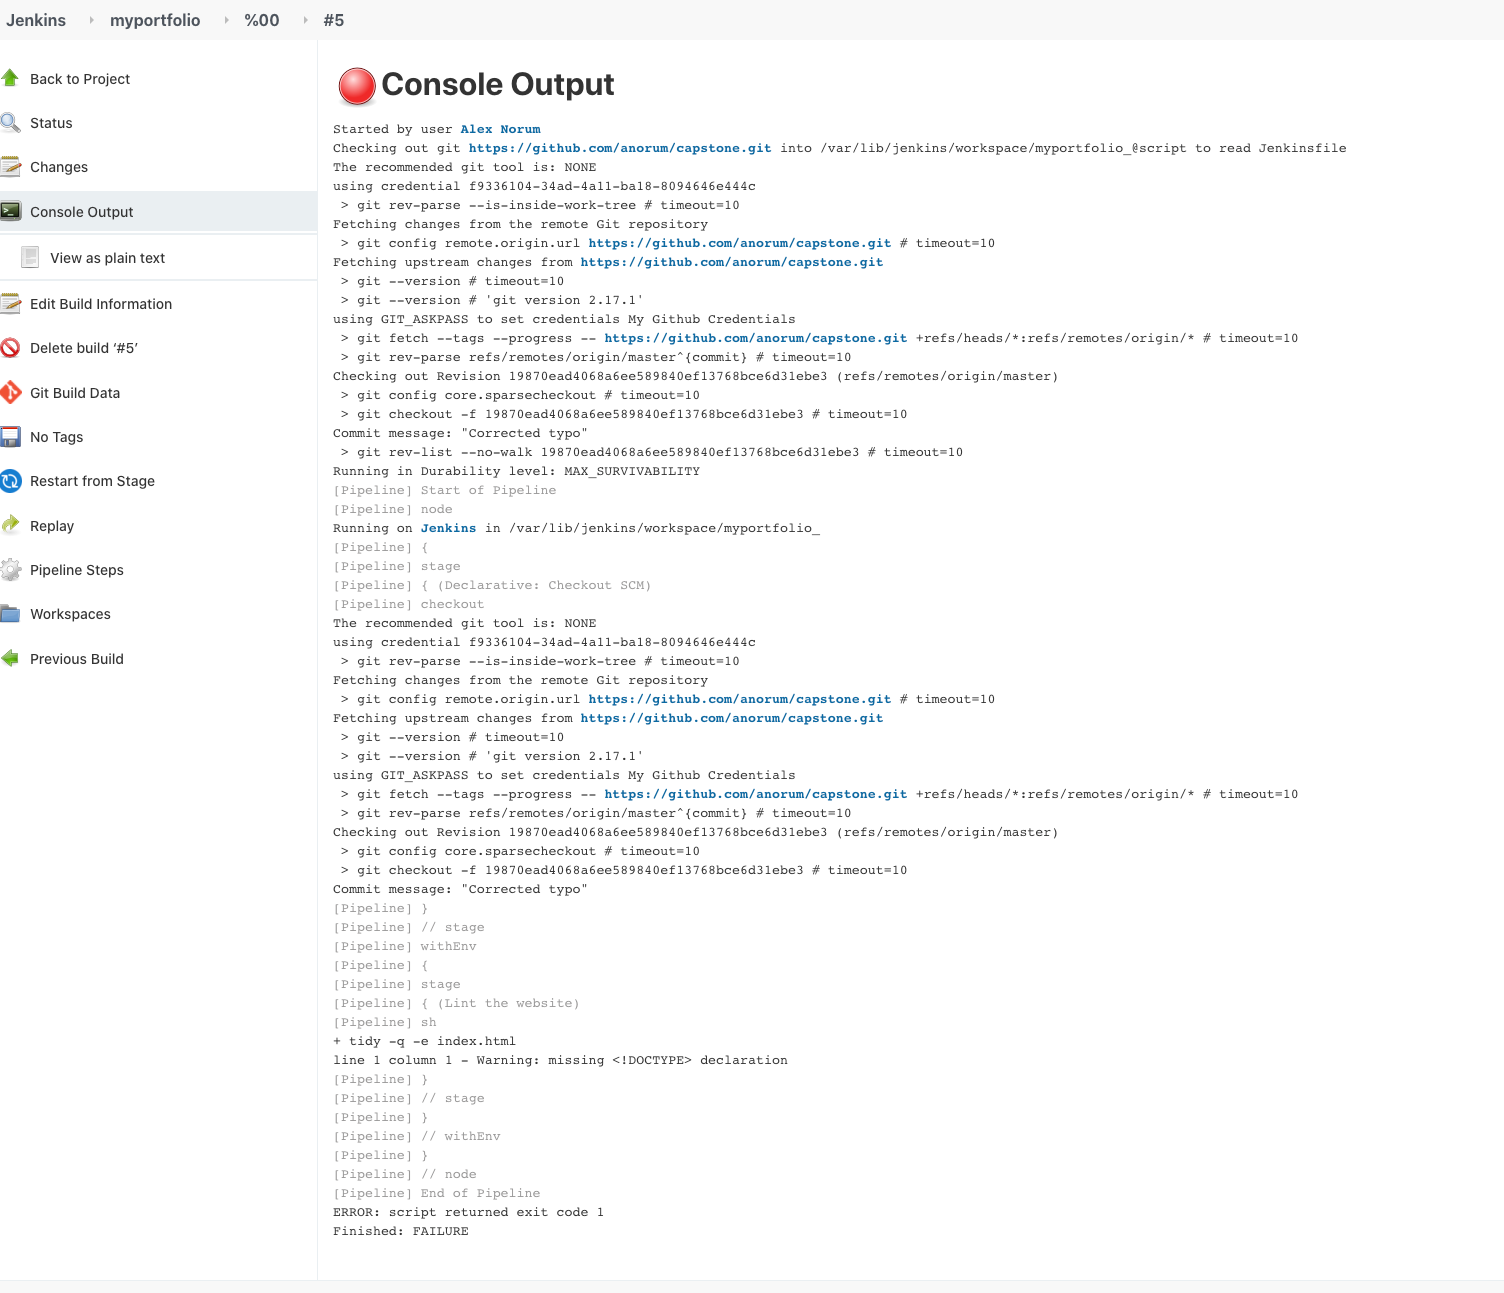 Jenkins myportfolio %00 #5
Back to Project
Status
Changes
Console Output
View as plain text
Edit Build Information
Delete build ‘#5’
Git Build Data
No Tags
Restart from Stage
Replay
Pipeline Steps
Workspaces
Previous Build
Console Output
Started by user Alex Norum
Checking out git https://github.com/anorum/capstone.git into /var/lib/jenkins/workspace/myportfolio_@script to read Jenkinsfile
The recommended git tool is: NONE
using credential f9336104-34ad-4a11-ba18-8094646e444c
> git rev-parse --is-inside-work-tree # timeout=10
Fetching changes from the remote Git repository
> git config remote.origin.url https://github.com/anorum/capstone.git # timeout=10
Fetching upstream changes from https://github.com/anorum/capstone.git
> git --version # timeout=10
> git --version # 'git version 2.17.1'
using GIT_ASKPASS to set credentials My Github Credentials
> git fetch --tags --progress -- https://github.com/anorum/capstone.git +refs/heads/*:refs/remotes/origin/* # timeout=10
> git rev-parse refs/remotes/origin/master^{commit} # timeout=10
Checking out Revision 19870ead4068a6ee589840ef13768bce6d31ebe3 (refs/remotes/origin/master)
> git config core.sparsecheckout # timeout=10
> git checkout -f 19870ead4068a6ee589840ef13768bce6d31ebe3 # timeout=10
Commit message: "Corrected typo"
> git rev-list --no-walk 19870ead4068a6ee589840ef13768bce6d31ebe3 # timeout=10
Running in Durability level: MAX_SURVIVABILITY
[Pipeline] Start of Pipeline
[Pipeline] node
Running on Jenkins in /var/lib/jenkins/workspace/myportfolio_
[Pipeline] {
[Pipeline] stage
[Pipeline] { (Declarative: Checkout SCM)
[Pipeline] checkout
The recommended git tool is: NONE
using credential f9336104-34ad-4a11-ba18-8094646e444c
> git rev-parse --is-inside-work-tree # timeout=10
Fetching changes from the remote Git repository
> git config remote.origin.url https://github.com/anorum/capstone.git # timeout=10
Fetching upstream changes from https://github.com/anorum/capstone.git
> git --version # timeout=10
> git --version # 'git version 2.17.1'
using GIT_ASKPASS to set credentials My Github Credentials
> git fetch --tags --progress -- https://github.com/anorum/capstone.git +refs/heads/*:refs/remotes/origin/* # timeout=10
> git rev-parse refs/remotes/origin/master^{commit} # timeout=10
Checking out Revision 19870ead4068a6ee589840ef13768bce6d31ebe3 (refs/remotes/origin/master)
> git config core.sparsecheckout # timeout=10
> git checkout -f 19870ead4068a6ee589840ef13768bce6d31ebe3 # timeout=10
Commit message: "Corrected typo"
[Pipeline] }
[Pipeline] // stage
[Pipeline] withEnv
[Pipeline] {
[Pipeline] stage
[Pipeline] { (Lint the website)
[Pipeline] sh
+ tidy -q -e index.html
line 1 column 1 - Warning: missing <!DOCTYPE> declaration
[Pipeline] }
[Pipeline] // stage
[Pipeline] }
[Pipeline] // withEnv
[Pipeline] }
[Pipeline] // node
[Pipeline] End of Pipeline
ERROR: script returned exit code 1
Finished: FAILURE